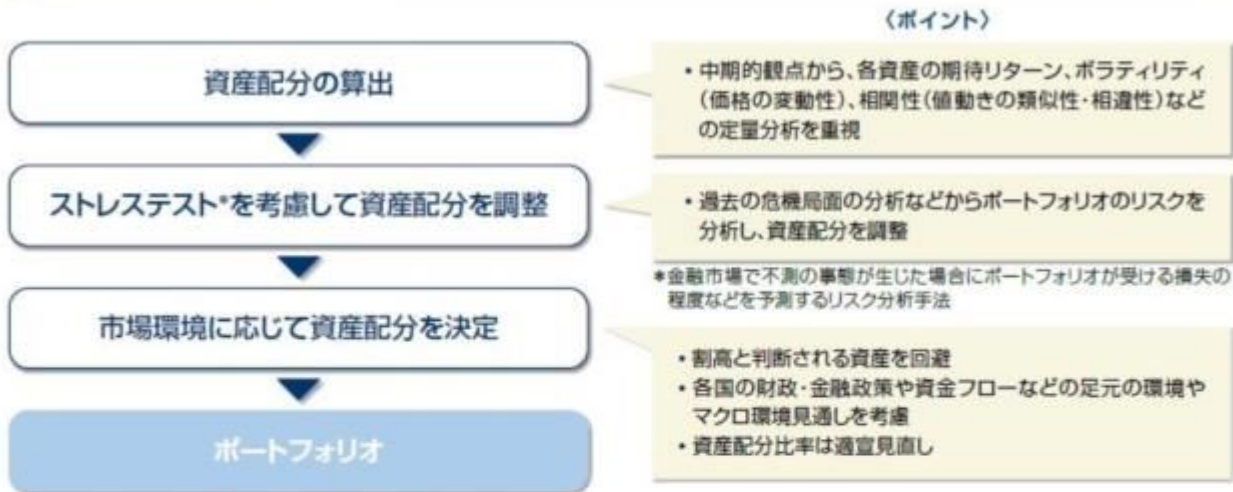 〈ポイント〉
資産配分の算出
・中期的観点から、各資産の期待リターン、ボラティリティ
(価格の変動性)、相関性(値動きの類似性・相違性)など
の定量分析を重視
ストレステスト*を考慮して資産配分を調整
・過去の危機局面の分析などからポートフォリオのリスクを
分析し、資産配分を調整
*金融市場で不測の事態が生じた場合にポートフォリオが受ける損失の
程度などを予測するリスク分析手法
市場環境に応じて資産配分を決定
・割高と判断される資産を回避
・各国の財政・金融政策や資金フローなどの足元の環境や
マクロ環境見通しを考慮
・資産配分比率は適宜見直し
ポートフォリオ